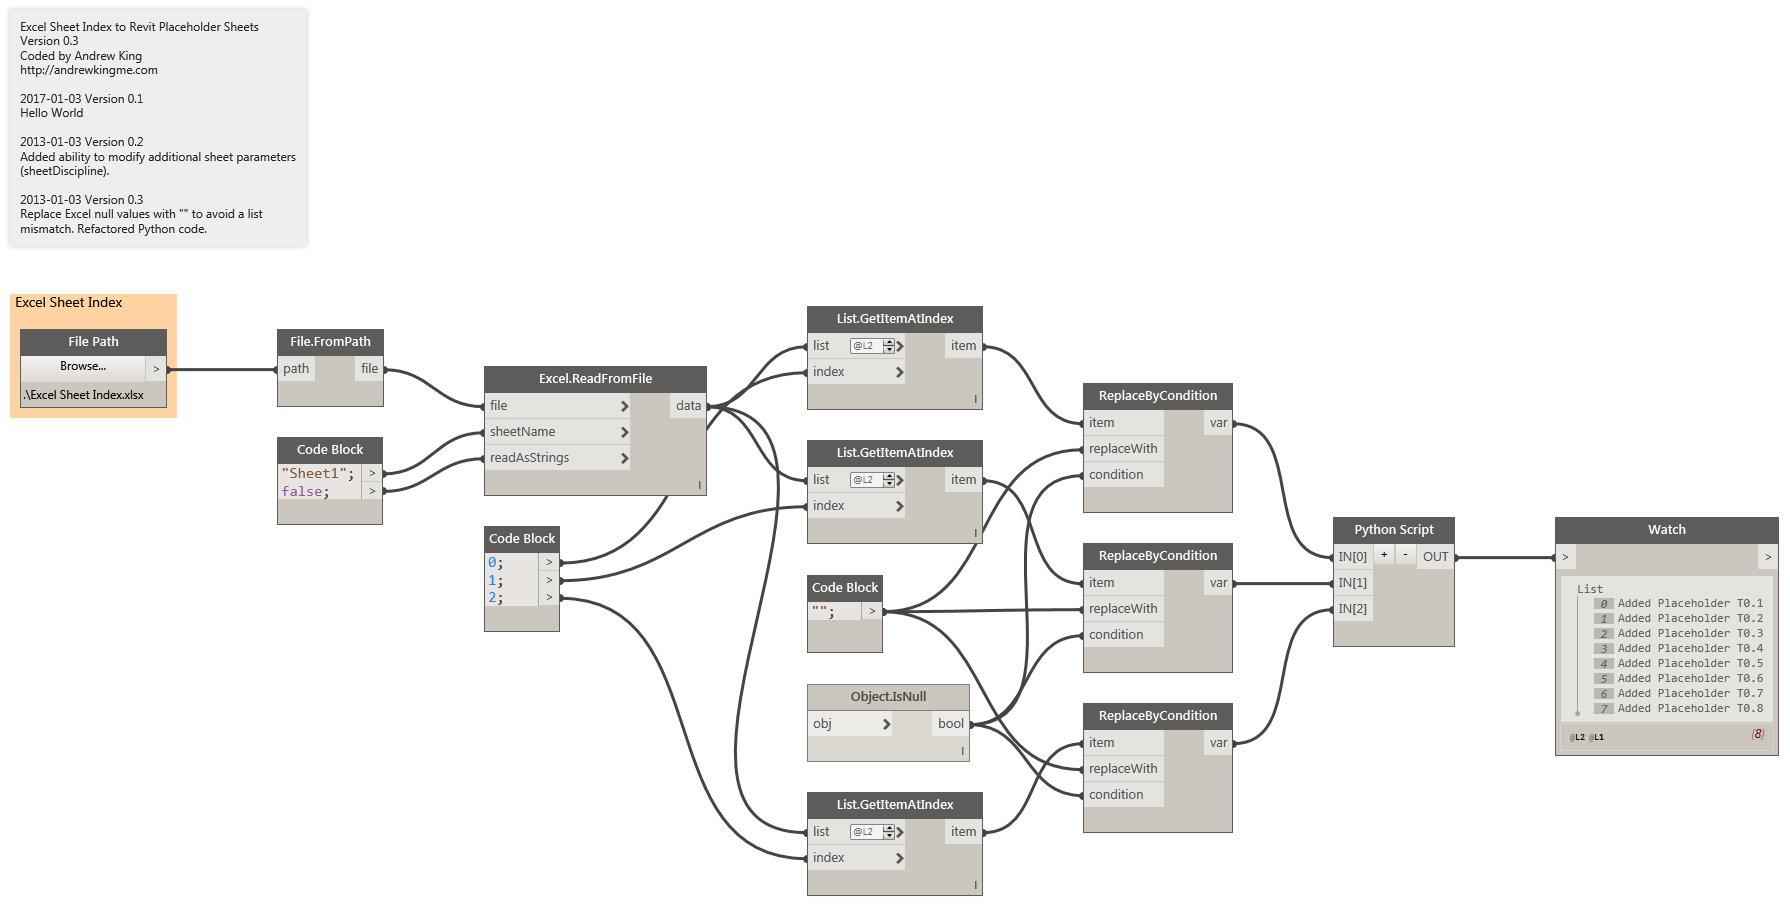 Excel Sheet Index to Revit Placeholder Sheets
Version 0.3
Coded by Andrew King
http://andrewkingme.com
2017-01-03 Version 0.1
Hello World
2013-01-03 Version 0.2
Added ability to modify additional sheet parameters
(sheetDiscipline).
2013-01-03 Version 0.3
Replace Excel null values with "" to avoid a list
mismatch. Refactored Python code.
Excel Sheet Index
File Path
Browse...
>
.\Excel Sheet Index.xlsx
File.FromPath
path
file
Code Block
"Sheet1"; >
false; >
Excel.ReadFromFile
file >
data
sheetName >
readAsStrings >
l
Code Block
0; >
1; >
2; >
List.GetItemAtIndex
list @L2 >
item
index >
l
List.GetItemAtIndex
list @L2 >
item
index >
l
Code Block
""; >
Object.IsNull
obj >
bool
l
List.GetItemAtIndex
list @L2 >
item
index >
l
ReplaceByCondition
item
var
replaceWith
condition
ReplaceByCondition
item
var
replaceWith
condition
ReplaceByCondition
item
var
replaceWith
condition
Python Script
IN[0] + - OUT
IN[1]
IN[2]
Watch
> >
List
0 Added Placeholder T0.1
1 Added Placeholder T0.2
2 Added Placeholder T0.3
3 Added Placeholder T0.4
4 Added Placeholder T0.5
5 Added Placeholder T0.6
6 Added Placeholder T0.7
7 Added Placeholder T0.8
@L2 @L1 {8}